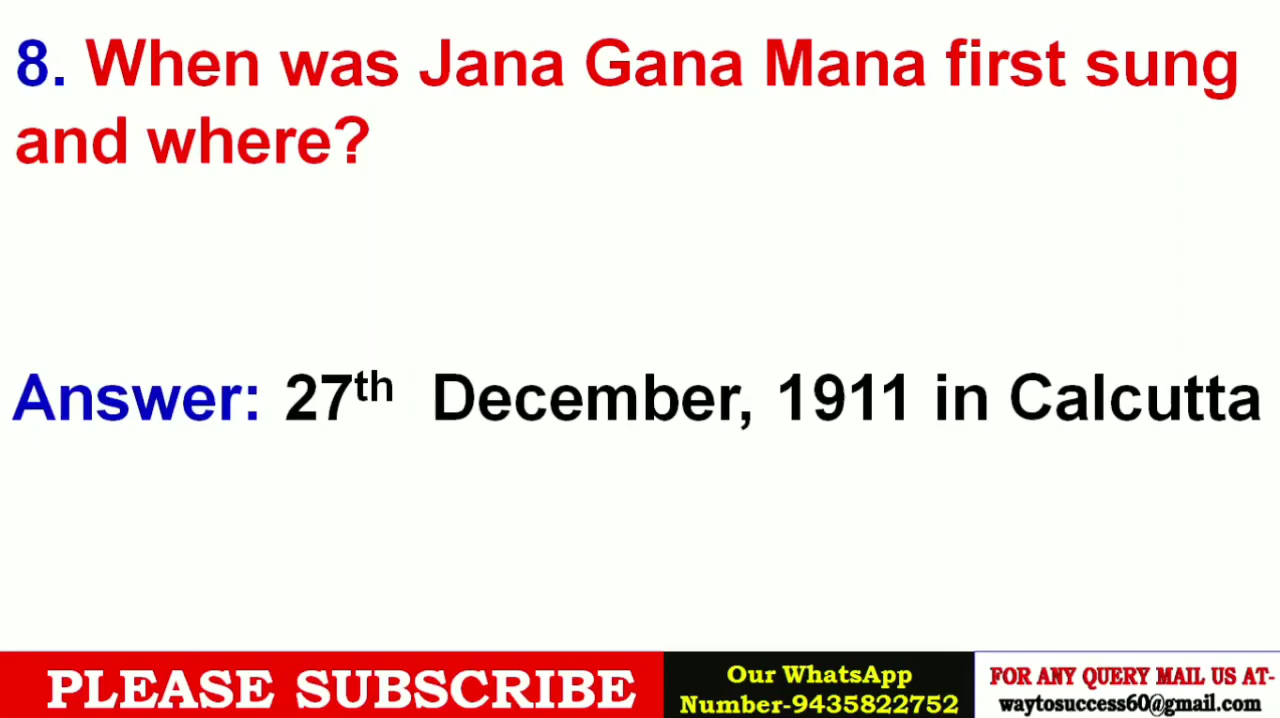 8. When was Jana Gana Mana first sung
and where?
Answer: 27th December, 1911 in Calcutta
PLEASE SUBSCRIBE
Our WhatsApp
Number-9435822752
FOR ANY QUERY MAIL US AT-
waytosuccess60@gmail.com